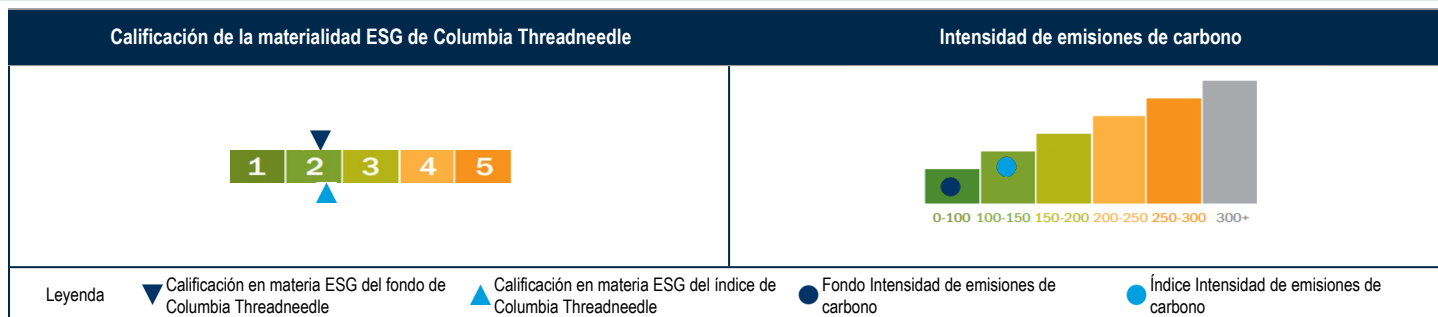 Calificación de la materialidad ESG de Columbia Threadneedle
Intensidad de emisiones de carbono
1 2 3 4 5
0-100 100-150 150-200 200-250 250-300 300+
Leyenda
Calificación en materia ESG del fondo de
Columbia Threadneedle
Calificación en materia ESG del índice de
Columbia Threadneedle
Fondo Intensidad de emisiones de
carbono
Índice Intensidad de emisiones de
carbono